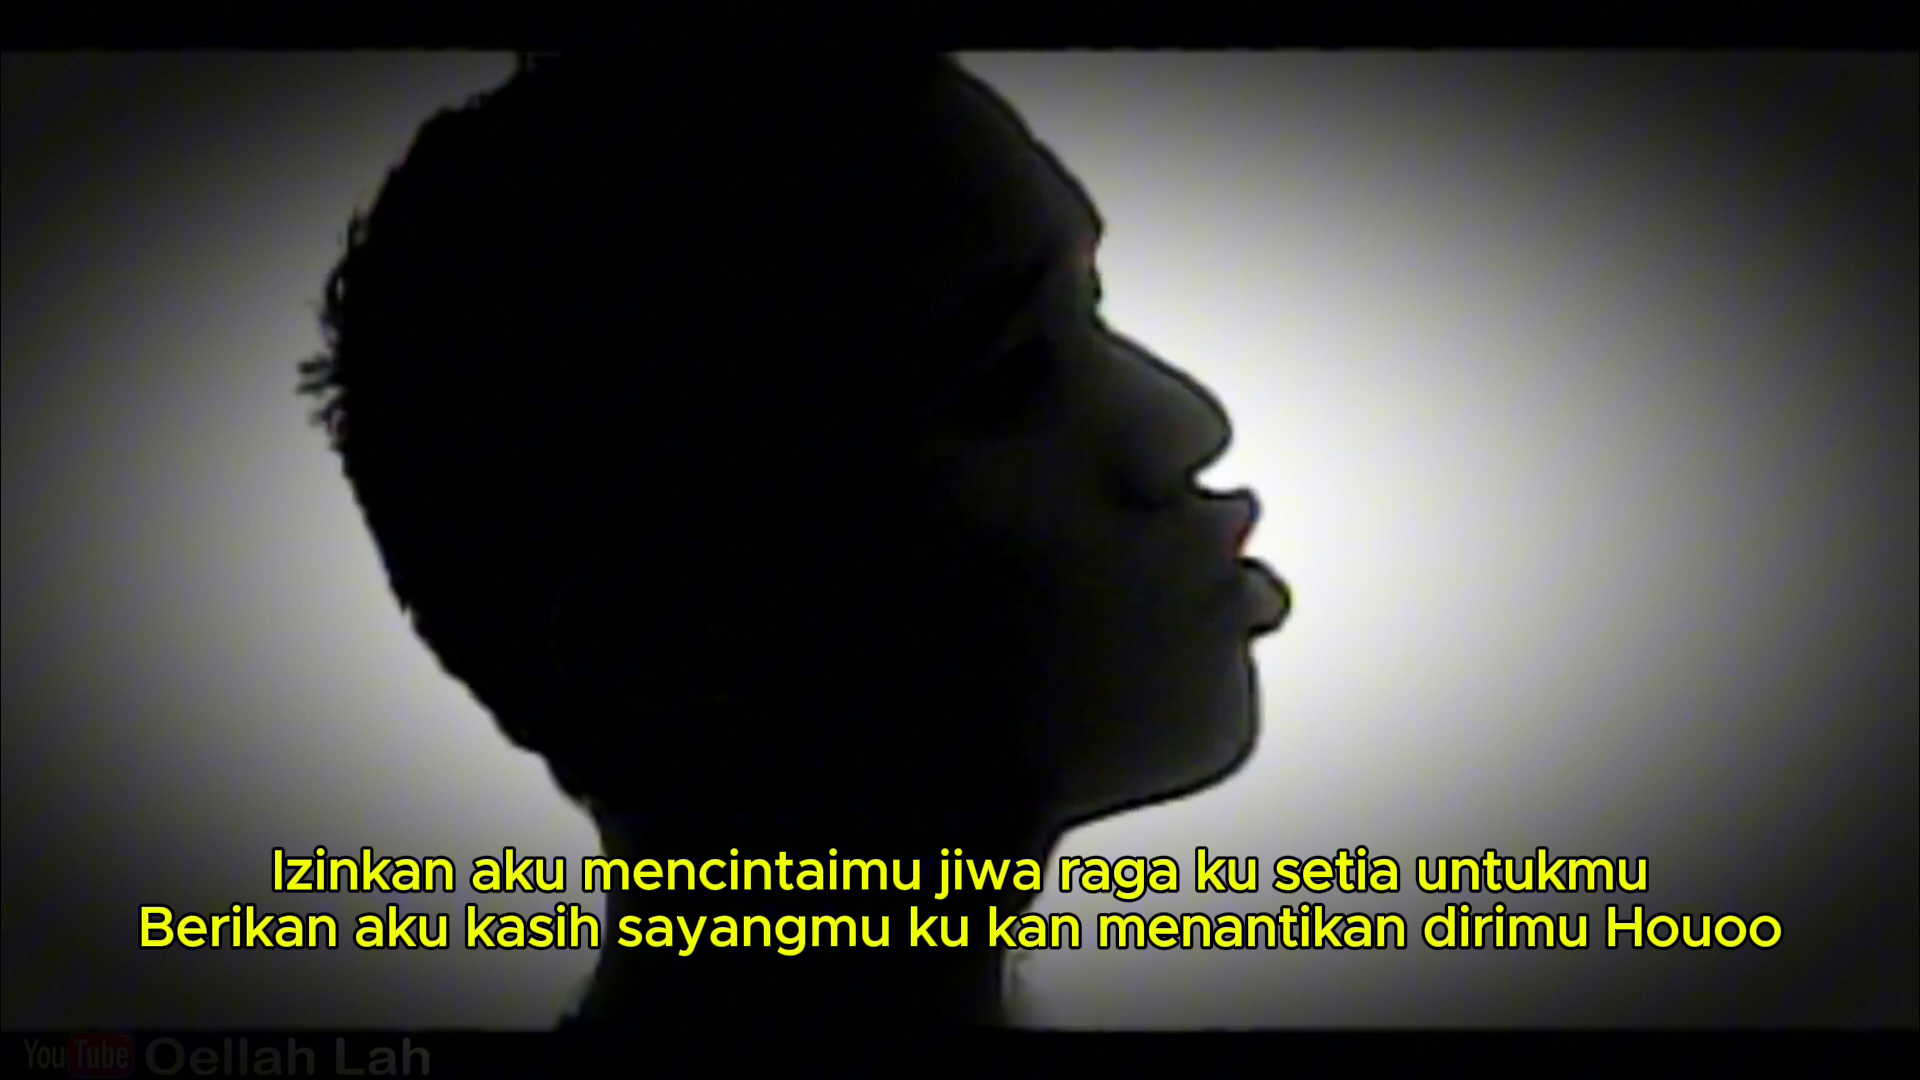 Izinkan aku mencintaimu jiwa raga ku setia untukmu
Berikan aku kasih sayangmu ku kan menantikan dirimu Houoo
YouTube Oellah Lah